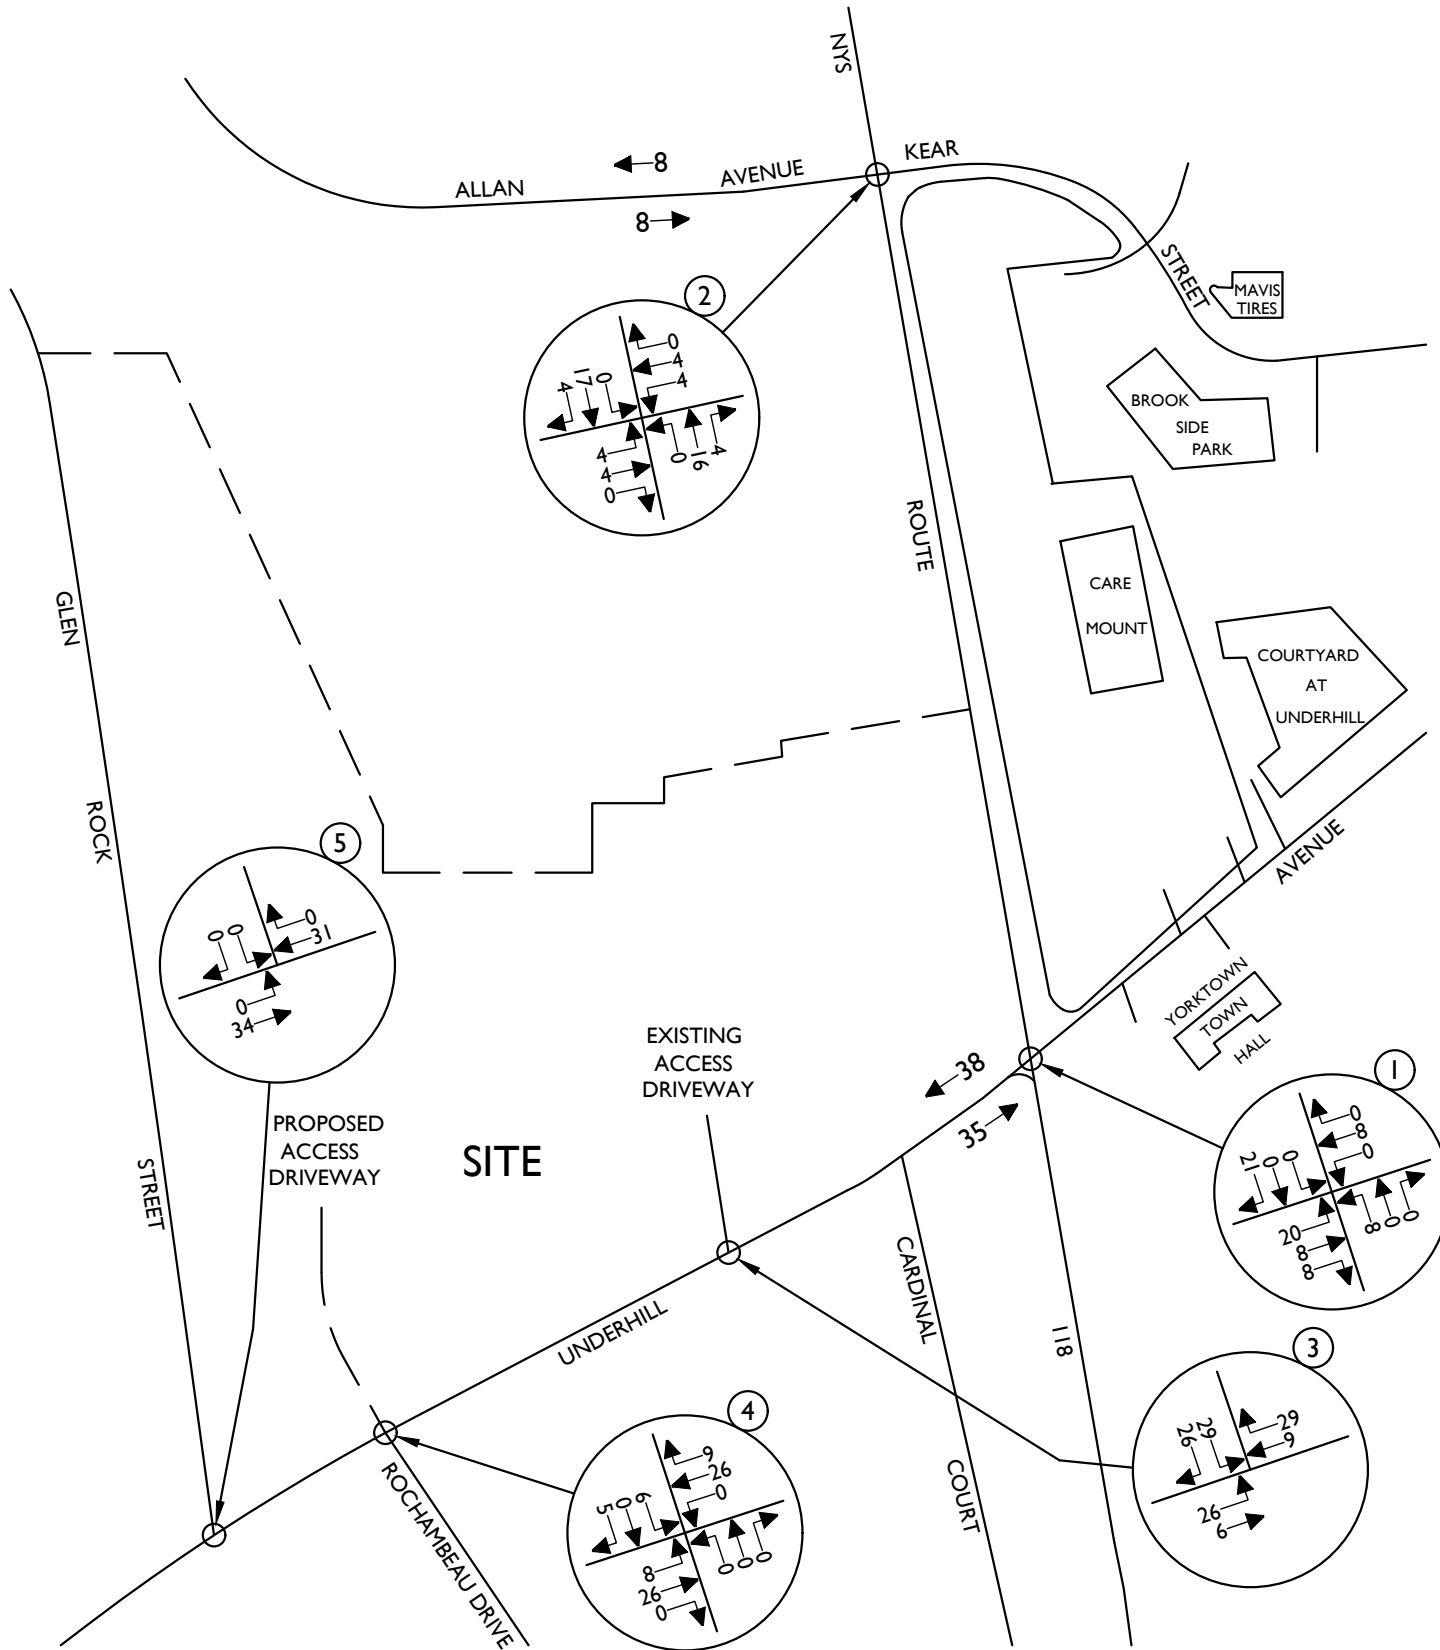 NYS
8
KEAR
AVENUE
ALLAN
8
STREET
MAVIS
TIRES
2
0
4
4
4
17
0
4
4
0
0
16
4
BROOK
SIDE
PARK
ROUTE
GLEN
CARE
MOUNT
COURTYARD
AT
UNDERHILL
ROCK
AVENUE
5
0
31
0
0
0
34
YORKTOWN
TOWN
HALL
EXISTING
ACCESS
DRIVEWAY
38
35
1
0
8
0
21
0
0
20
8
8
8
0
0
PROPOSED
ACCESS
DRIVEWAY
SITE
STREET
CARDINAL
UNDERHILL
118
3
29
9
26
29
26
6
4
9
26
0
5
0
6
8
26
0
0
0
0
ROCHAMBEAU DRIVE
COURT